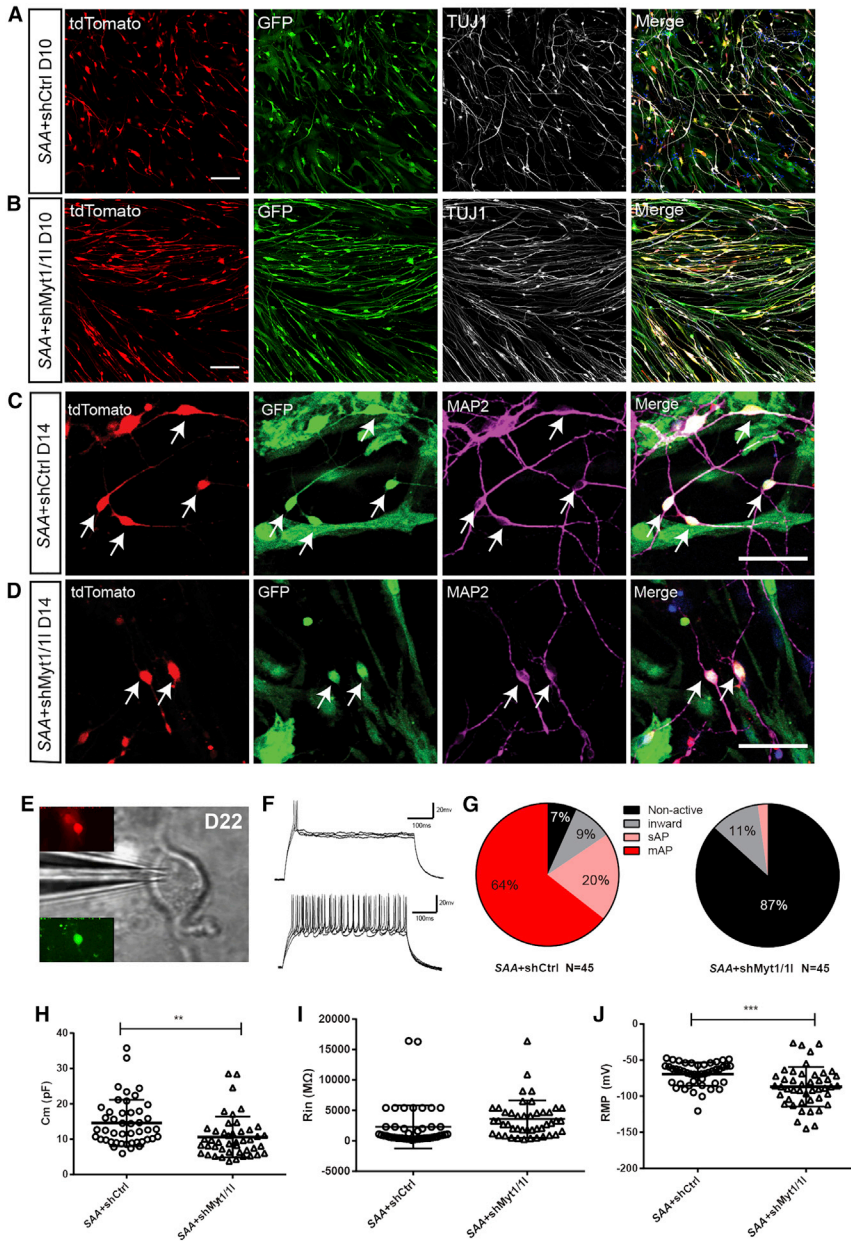 A
SAA+shCtrl D10
tdTomato
GFP
TUJ1
Merge
B
SAA+shMyt1/1l D10
tdTomato
GFP
TUJ1
Merge
C
SAA+shCtrl D14
tdTomato
GFP
MAP2
Merge
D
SAA+shMyt1/1l D14
tdTomato
GFP
MAP2
Merge
E
D22
F
20mv
100ms
20mv
100ms
G
7%
9%
20%
64%
Non-active
inward
sAP
mAP
11%
87%
SAA+shCtrl N=45
SAA+shMyt1/1l N=45
H
**
Cm (pF)
40
30
20
10
0
SAA+shCtrl
SAA+shMyt1/1l
I
Rin (MΩ)
20000
15000
10000
5000
0
-5000
SAA+shCtrl
SAA+shMyt1/1l
J
***
RMP (mV)
0
-50
-100
-150
-200
SAA+shCtrl
SAA+shMyt1/1l